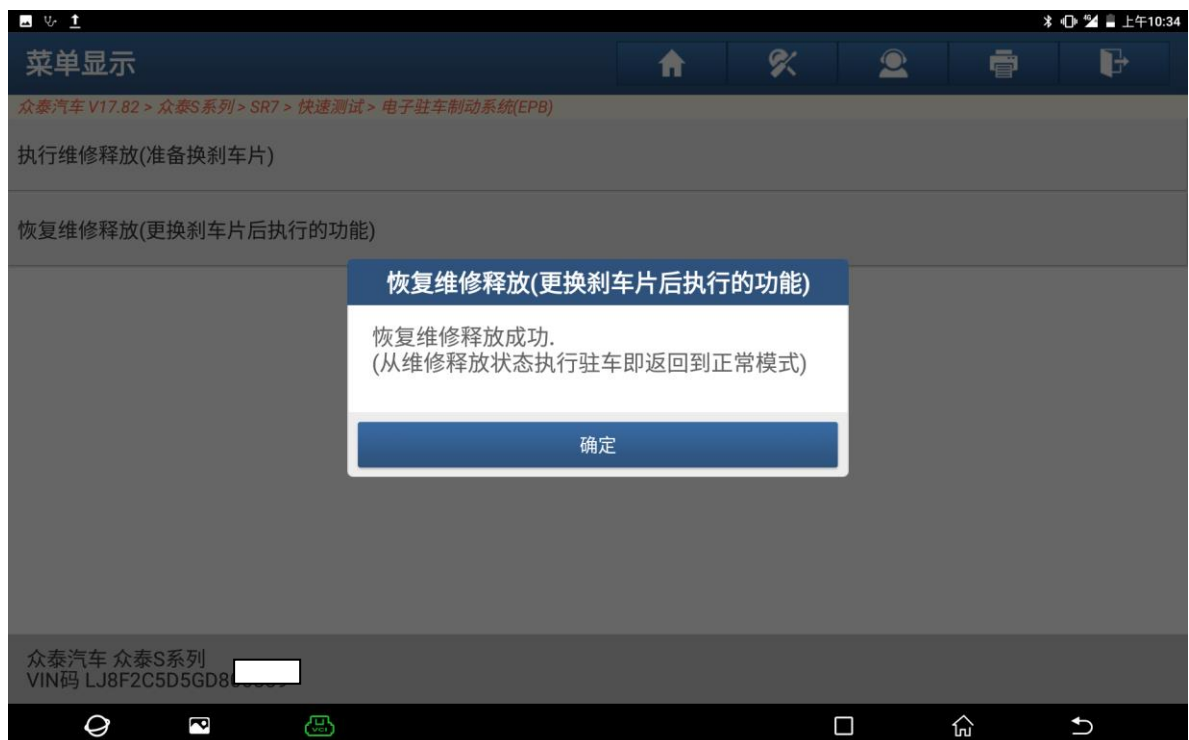 上午10:34
菜单显示
众泰汽车 V17.82 > 众泰S系列 > SR7 > 快速测试 > 电子驻车制动系统(EPB)
执行维修释放(准备换刹车片)
恢复维修释放(更换刹车片后执行的功能)
恢复维修释放(更换刹车片后执行的功能)
恢复维修释放成功.
(从维修释放状态执行驻车即返回到正常模式)
确定
众泰汽车 众泰S系列
VIN码 LJ8F2C5D5GD8
VCI